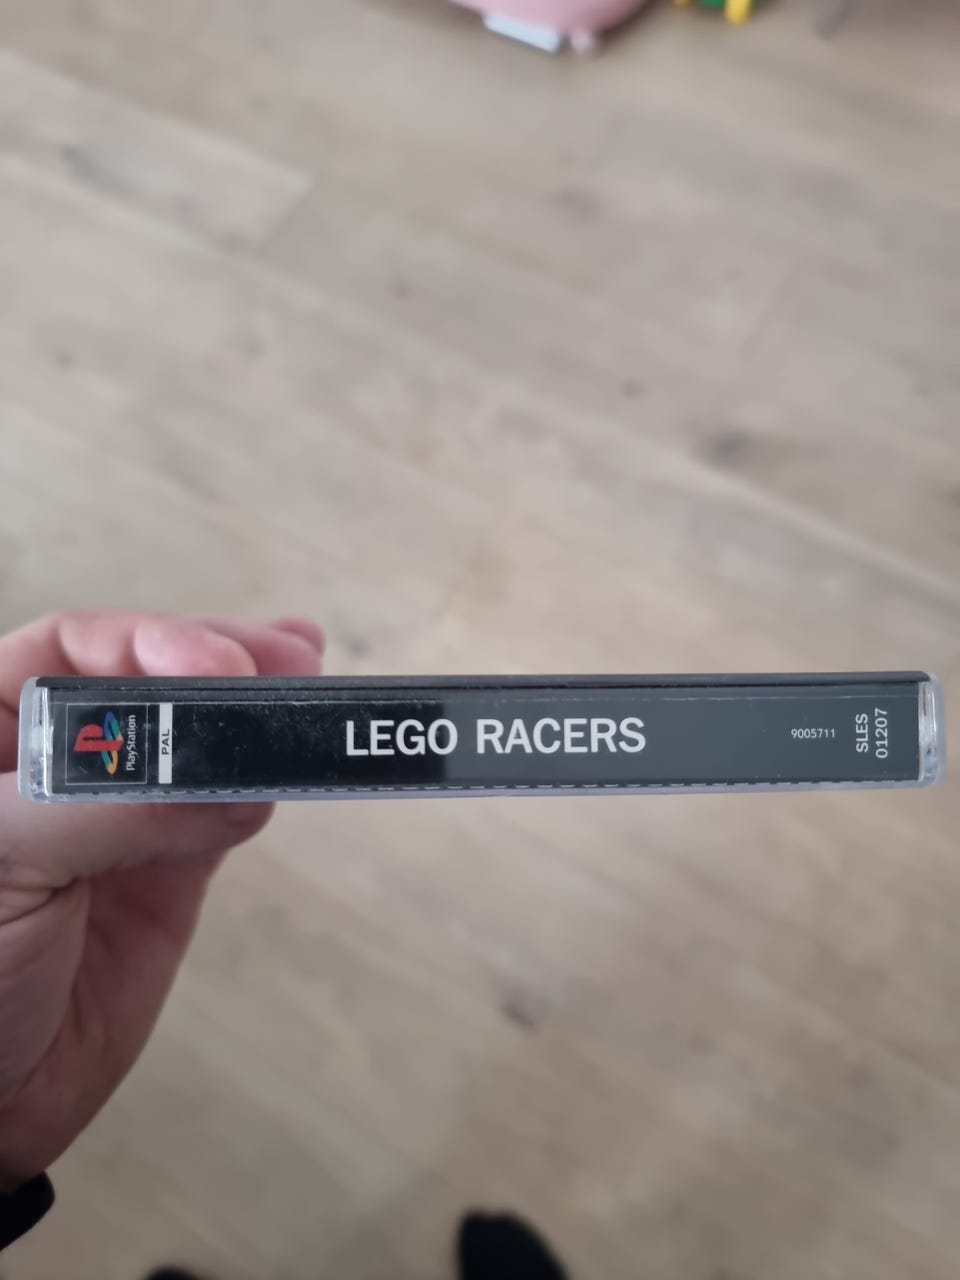 PlayStation
PAL
LEGO RACERS
9005711
SLES
01207